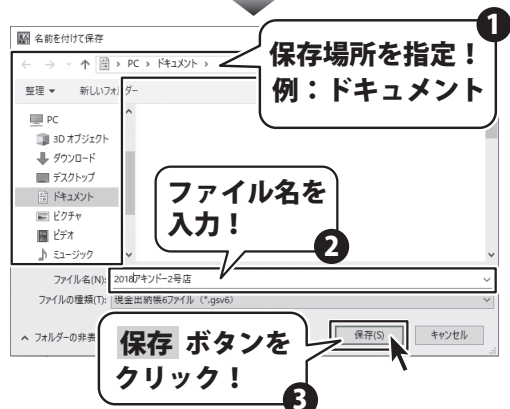 1
名前を付けて保存
保存場所を指定！
例：ドキュメント
PC › ドキュメント ›
整理 新しいフォルダー
PC
3D オブジェクト
ダウンロード
デスクトップ
ドキュメント
ピクチャ
ビデオ
ミュージック
ファイル名を
入力！
2
ファイル名(N): 2018アキンドー2号店
ファイルの種類(T): 現金出納帳6ファイル (*.gsv6)
フォルダーの非表
保存(S) キャンセル
保存 ボタンを
クリック！
3